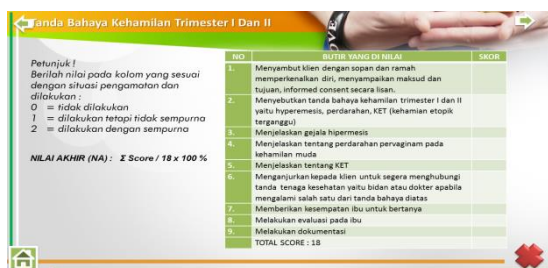 Tanda Bahaya Kehamilan Trimester I Dan II
Petunjuk !
Berilah nilai pada kolom yang sesuai
dengan situasi pengamatan dan
dilakukan :
0 = tidak dilakukan
1 = dilakukan tetapi tidak sempurna
2 = dilakukan dengan sempurna
NILAI AKHIR (NA) : Σ Score / 18 x 100 %
NO BUTIR YANG DI NILAI SKOR
1. Menyambut klien dengan sopan dan ramah
memperkenalkan diri, menyampaikan maksud dan
tujuan, informed consent secara lisan.
2. Menyebutkan tanda bahaya kehamilan trimester I dan II
yaitu hyperemesis, perdarahan, KET (kehamian etopik
terganggu)
3. Menjelaskan gejala hipermesis
4. Menjelaskan tentang perdarahan pervaginam pada
kehamilan muda
5. Menjelaskan tentang KET
6. Menganjurkan kepada klien untuk segera menghubungi
tanda tenaga kesehatan yaitu bidan atau dokter apabila
mengalami salah satu dari tanda bahaya diatas
7. Memberikan kesempatan ibu untuk bertanya
8. Melakukan evaluasi pada ibu
9. Melakukan dokumentasi
TOTAL SCORE : 18